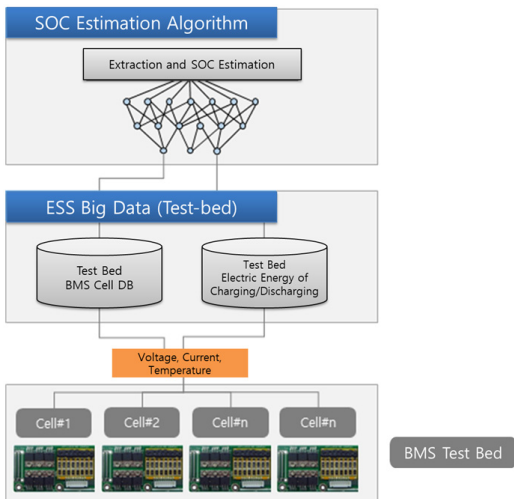 SOC Estimation Algorithm
Extraction and SOC Estimation
ESS Big Data (Test-bed)
Test Bed
BMS Cell DB
Test Bed
Electric Energy of
Charging/Discharging
Voltage, Current,
Temperature
Cell#1
Cell#2
Cell#n
Cell#n
BMS Test Bed